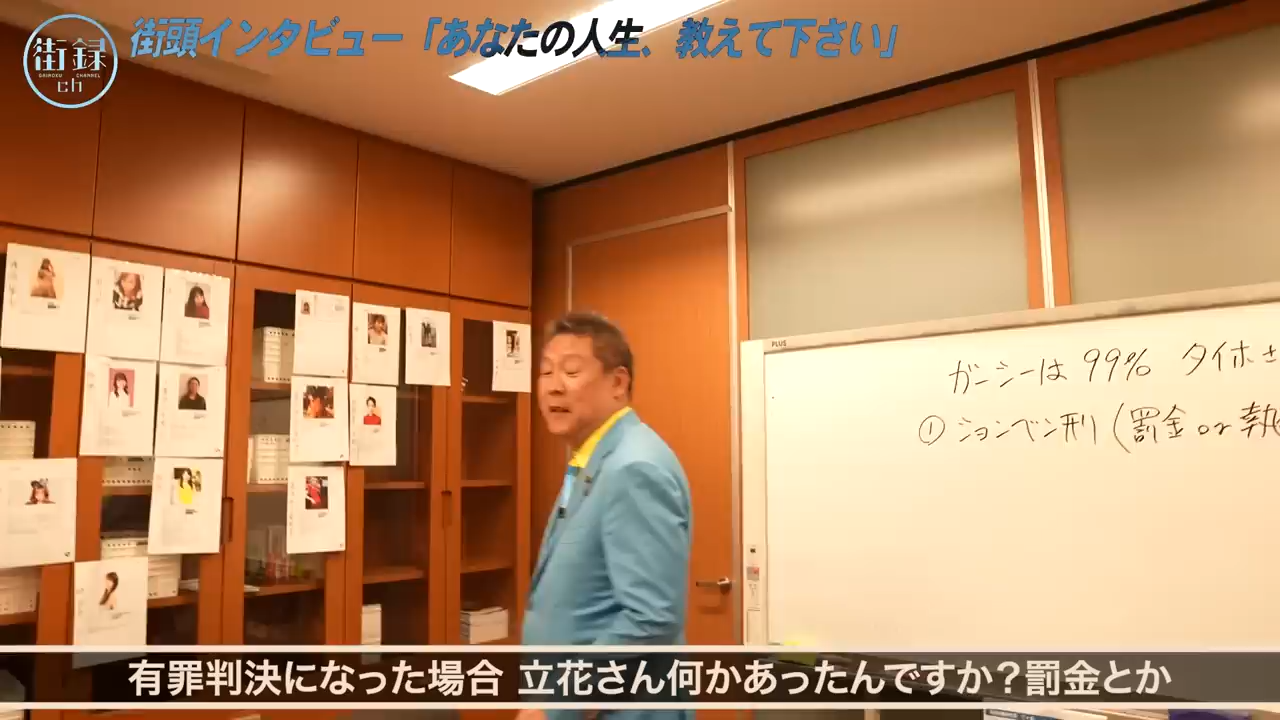 街録
GAIROKU CHANNEL
ch
街頭インタビュー「あなたの人生、教えて下さい」
PLUS
ガーシーは 99% タイホさ
① ションベン刑(罰金 or 執
有罪判決になった場合 立花さん何かあったんですか?罰金とか